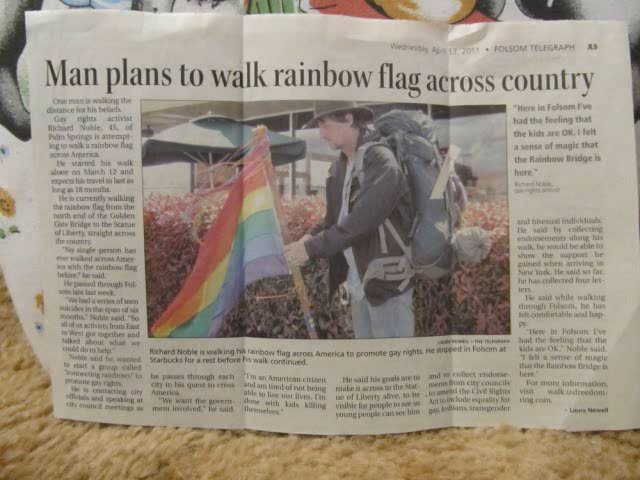 Wednesday, April 13, 2011 • FOLSOM TELEGRAPH A9
Man plans to walk rainbow flag across country
One man is walking the
distance for his beliefs.
Gay rights activist
Richard Noble, 45, of
Palm Springs is attempt-
ing to walk a rainbow flag
across America.
He started his walk
alone on March 12 and
expects his travel to last as
long as 18 months.
He is currently walking
the rainbow flag from the
north end of the Golden
Gate Bridge to the Statue
of Liberty, straight across
the country.
"No single person has
ever walked across Amer-
ica with the rainbow flag
before," he said.
He passed through Fol-
som late last week.
"We had a series of teen
suicides in the span of six
months," Noble said. "So
all of us activists from East
to West got together and
talked about what we
could do to help."
Noble said he wanted
to start a group called
"connecting rainbows" to
promote gay rights.
He is contacting city
officials and speaking at
city council meetings as
LAURA NEWELL • THE TELEGRAPH
Richard Noble is walking his rainbow flag across America to promote gay rights. He stopped in Folsom at
Starbucks for a rest before his walk continued.
he passes through each
city in his quest to cross
America.
"We want the govern-
ment involved," he said.
"I'm an American citizen
and am tired of not being
able to live our lives. I'm
done with kids killing
themselves."
He said his goals are to
make it across to the Stat-
ue of Liberty alive, to be
visible for people to see so
young people can see him
and to collect endorse-
ments from city councils
to amend the Civil Rights
Act to include equality for
gay, lesbians, transgender
"Here in Folsom I've
had the feeling that
the kids are OK. I felt
a sense of magic that
the Rainbow Bridge is
here."
Richard Noble,
gay rights activist
and bisexual individuals.
He said by collecting
endorsements along his
walk, he would be able to
show the support he
gained when arriving in
New York. He said so far,
he has collected four let-
ters.
He said while walking
through Folsom, he has
felt comfortable and hap-
py.
"Here in Folsom I've
had the feeling that the
kids are OK," Noble said.
"I felt a sense of magic
that the Rainbow Bridge is
here."
For more information,
visit walk.usfreedom-
ring.com.
- Laura Newell